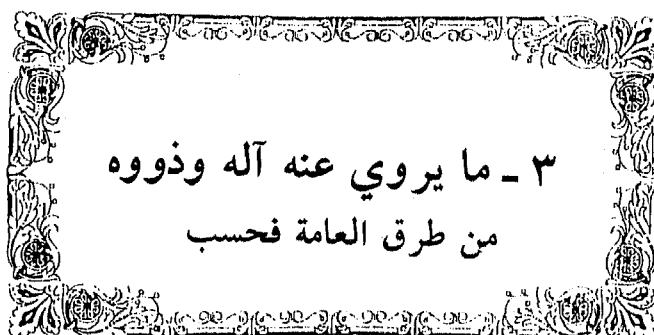 ٣ ـ ما يروي عنه آله وذووه
من طرق العامة فحسب